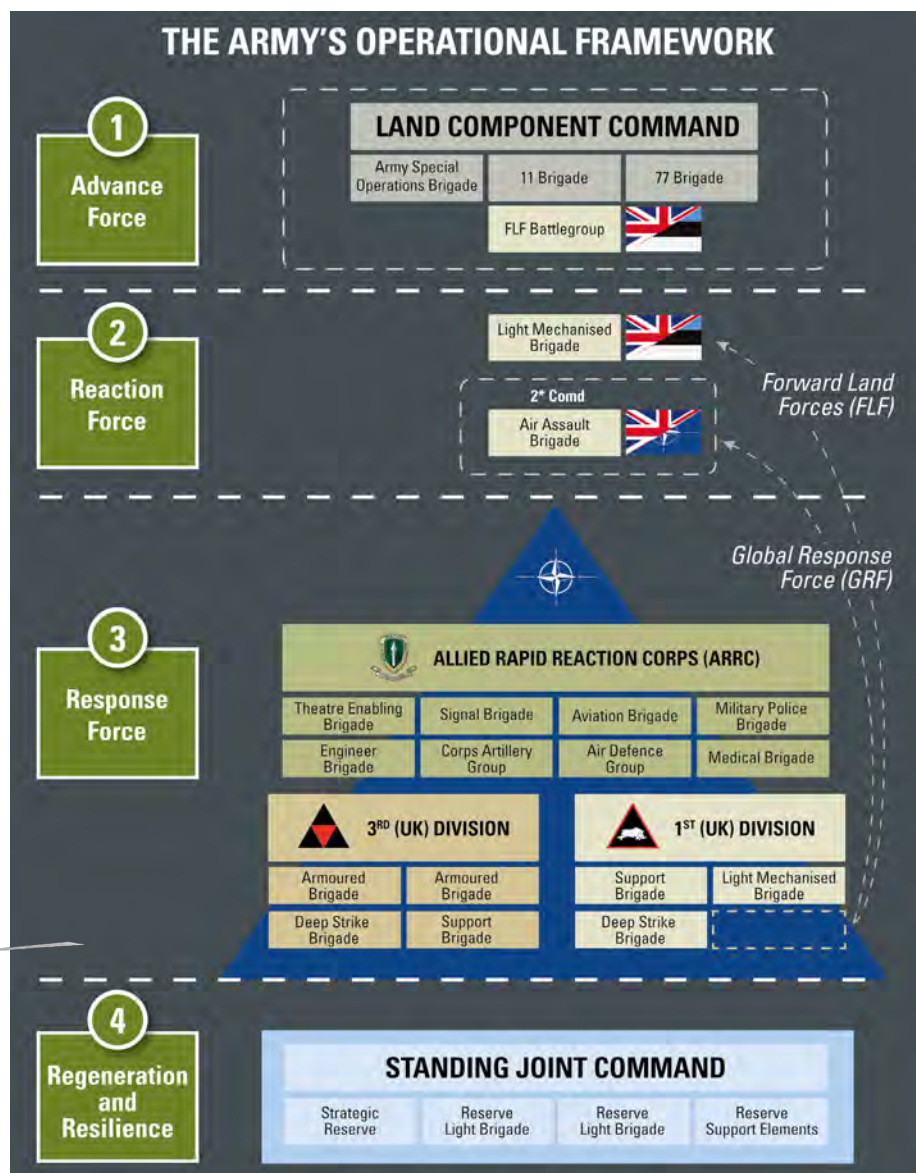 THE ARMY'S OPERATIONAL FRAMEWORK
1
Advance
Force
LAND COMPONENT COMMAND
Army Special
Operations Brigade
11 Brigade
77 Brigade
FLF Battlegroup
2
Reaction
Force
Light Mechanised
Brigade
Forward Land
Forces (FLF)
2* Comd
Air Assault
Brigade
Global Response
Force (GRF)
3
Response
Force
ALLIED RAPID REACTION CORPS (ARRC)
Theatre Enabling
Brigade
Signal Brigade
Aviation Brigade
Military Police
Brigade
Engineer
Brigade
Corps Artillery
Group
Air Defence
Group
Medical Brigade
3RD (UK) DIVISION
Armoured
Brigade
Armoured
Brigade
Deep Strike
Brigade
Support
Brigade
1ST (UK) DIVISION
Support
Brigade
Light Mechanised
Brigade
Deep Strike
Brigade
4
Regeneration
and
Resilience
STANDING JOINT COMMAND
Strategic
Reserve
Reserve
Light Brigade
Reserve
Light Brigade
Reserve
Support Elements